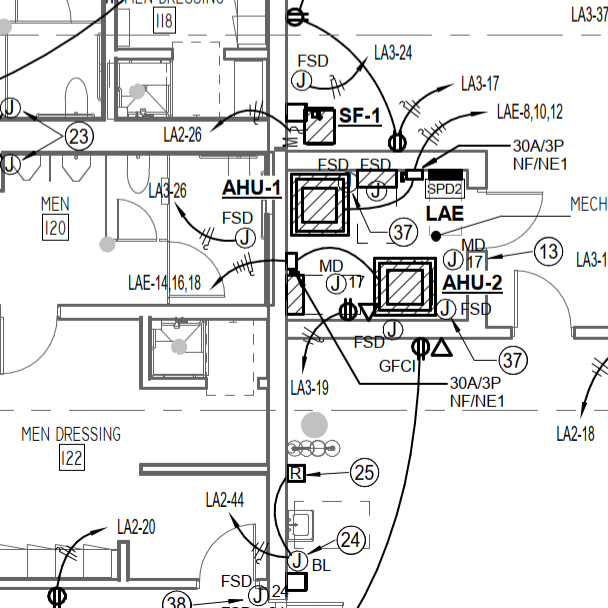 WOMEN DRESSING
118
LA3-37
FSD
J
LA3-24
LA3-17
LAE-8,10,12
J
23
J
LA2-26
SF-1
M
30A/3P
NF/NE1
FSD
FSD
J
SPD2
LA3-26
AHU-1
MEN
120
FSD
J
37
LAE
MECH
MD
J 17
13
LA3-1
LAE-14,16,18
MD
J 17
AHU-2
J FSD
J
FSD
GFCI
37
LA3-19
30A/3P
NF/NE1
MEN DRESSING
122
LA2-18
R
25
LA2-44
LA2-20
24
J BL
FSD
J 24
38
FSD